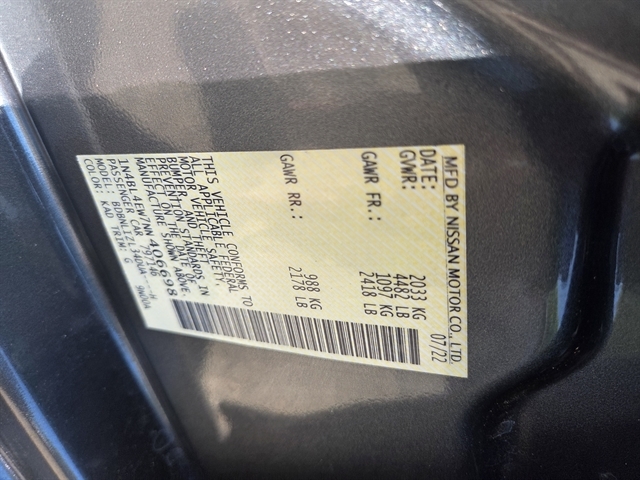 MFD BY NISSAN MOTOR CO., LTD.
DATE: 07/22
GVWR: 2033 KG
4482 LB
GAWR FR.: 1097 KG
2418 LB
GAWR RR.: 988 KG
2178 LB
THIS VEHICLE CONFORMS TO
ALL APPLICABLE FEDERAL
MOTOR VEHICLE SAFETY,
BUMPER, AND THEFT
PREVENTION STANDARDS IN
EFFECT ON THE DATE OF
MANUFACTURE SHOWN ABOVE.
406698
PASSENGER CAR
MODEL:
COLOR: KAD TRIM: G